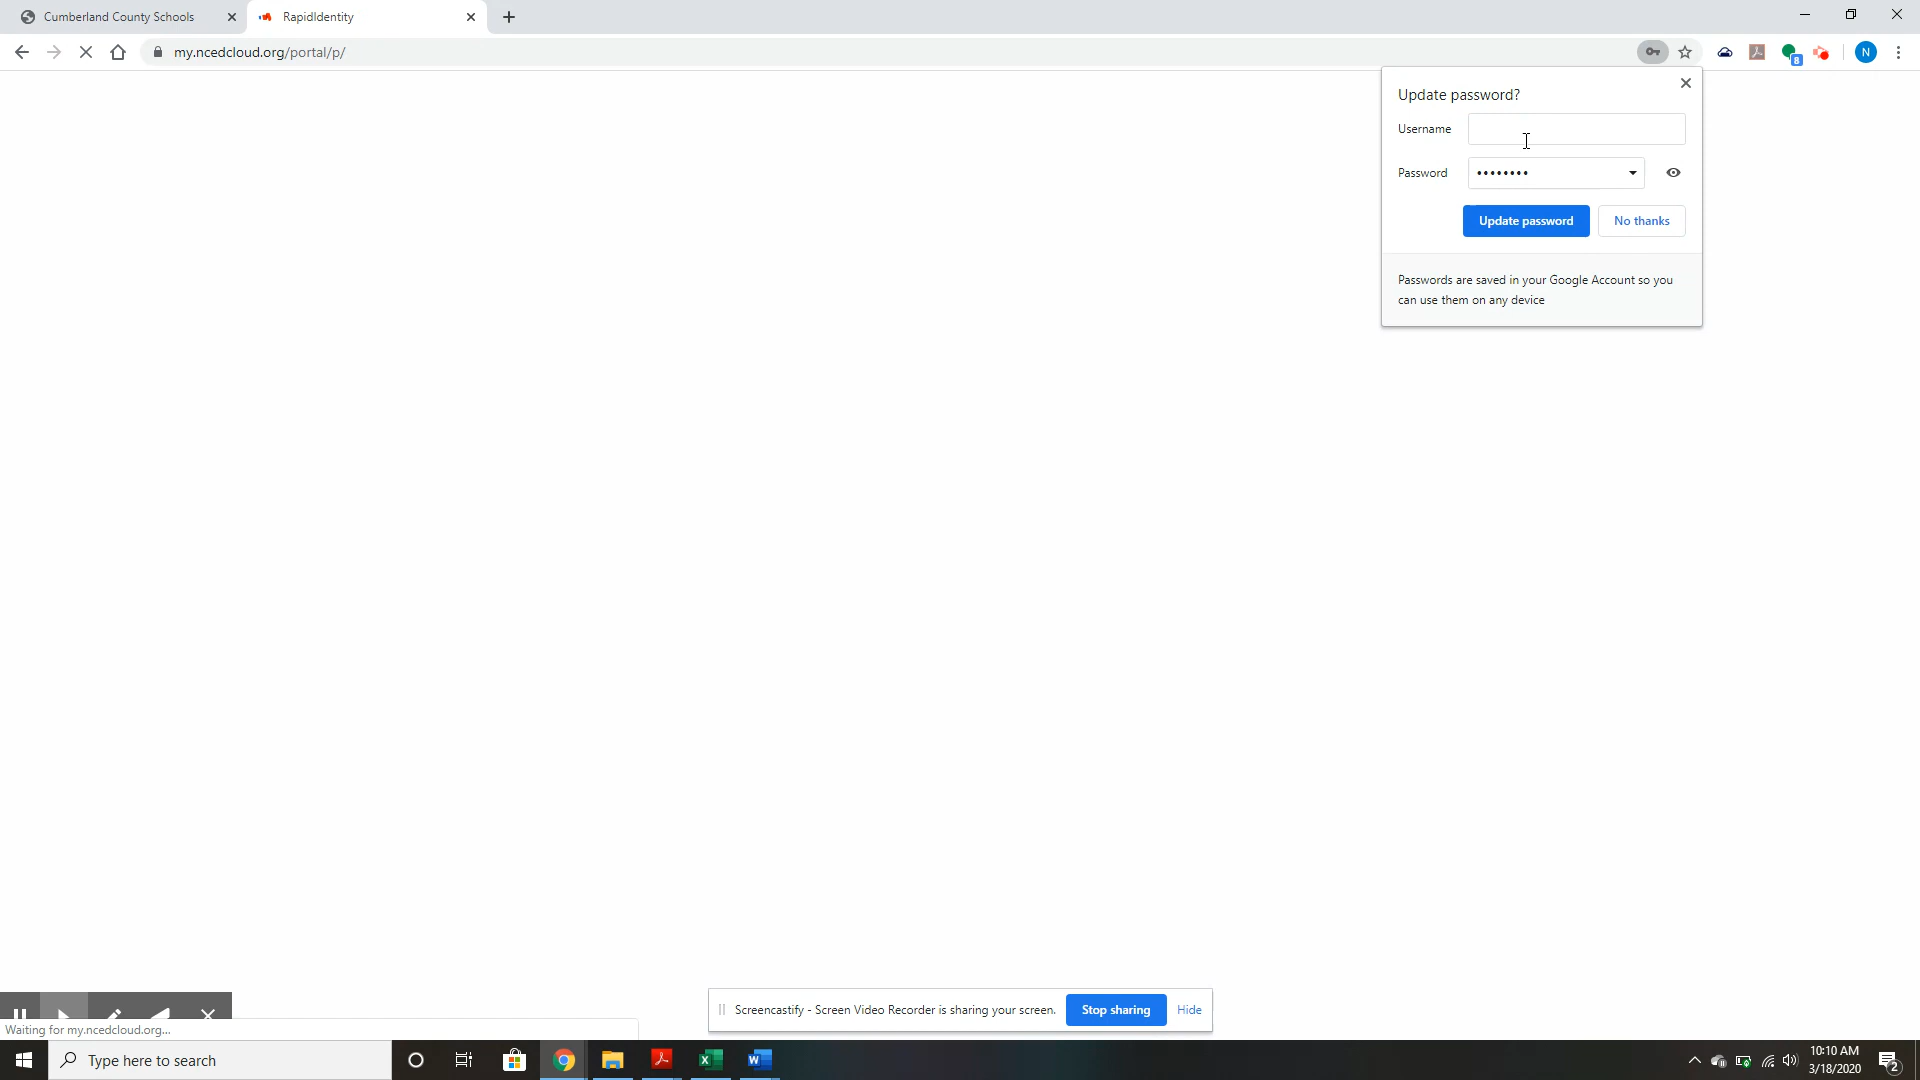 Cumberland County Schools
RapidIdentity
my.ncedcloud.org/portal/p/
8
N
Update password?
Username
Password ••••••••
Update password
No thanks
Passwords are saved in your Google Account so you
can use them on any device
Screencastify - Screen Video Recorder is sharing your screen.
Stop sharing
Hide
Waiting for my.ncedcloud.org...
Type here to search
10:10 AM
3/18/2020
2